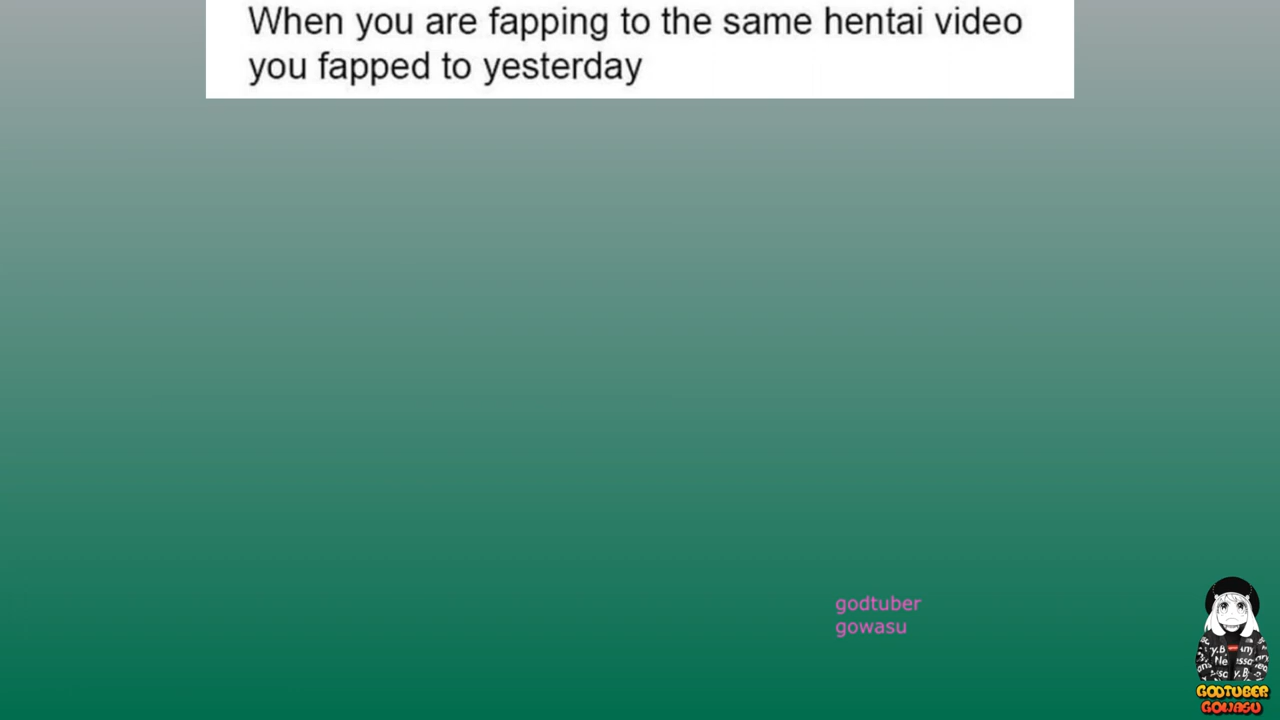 When you are fapping to the same hentai video
you fapped to yesterday
godtuber
gowasu
GODTUBER
GOWASU